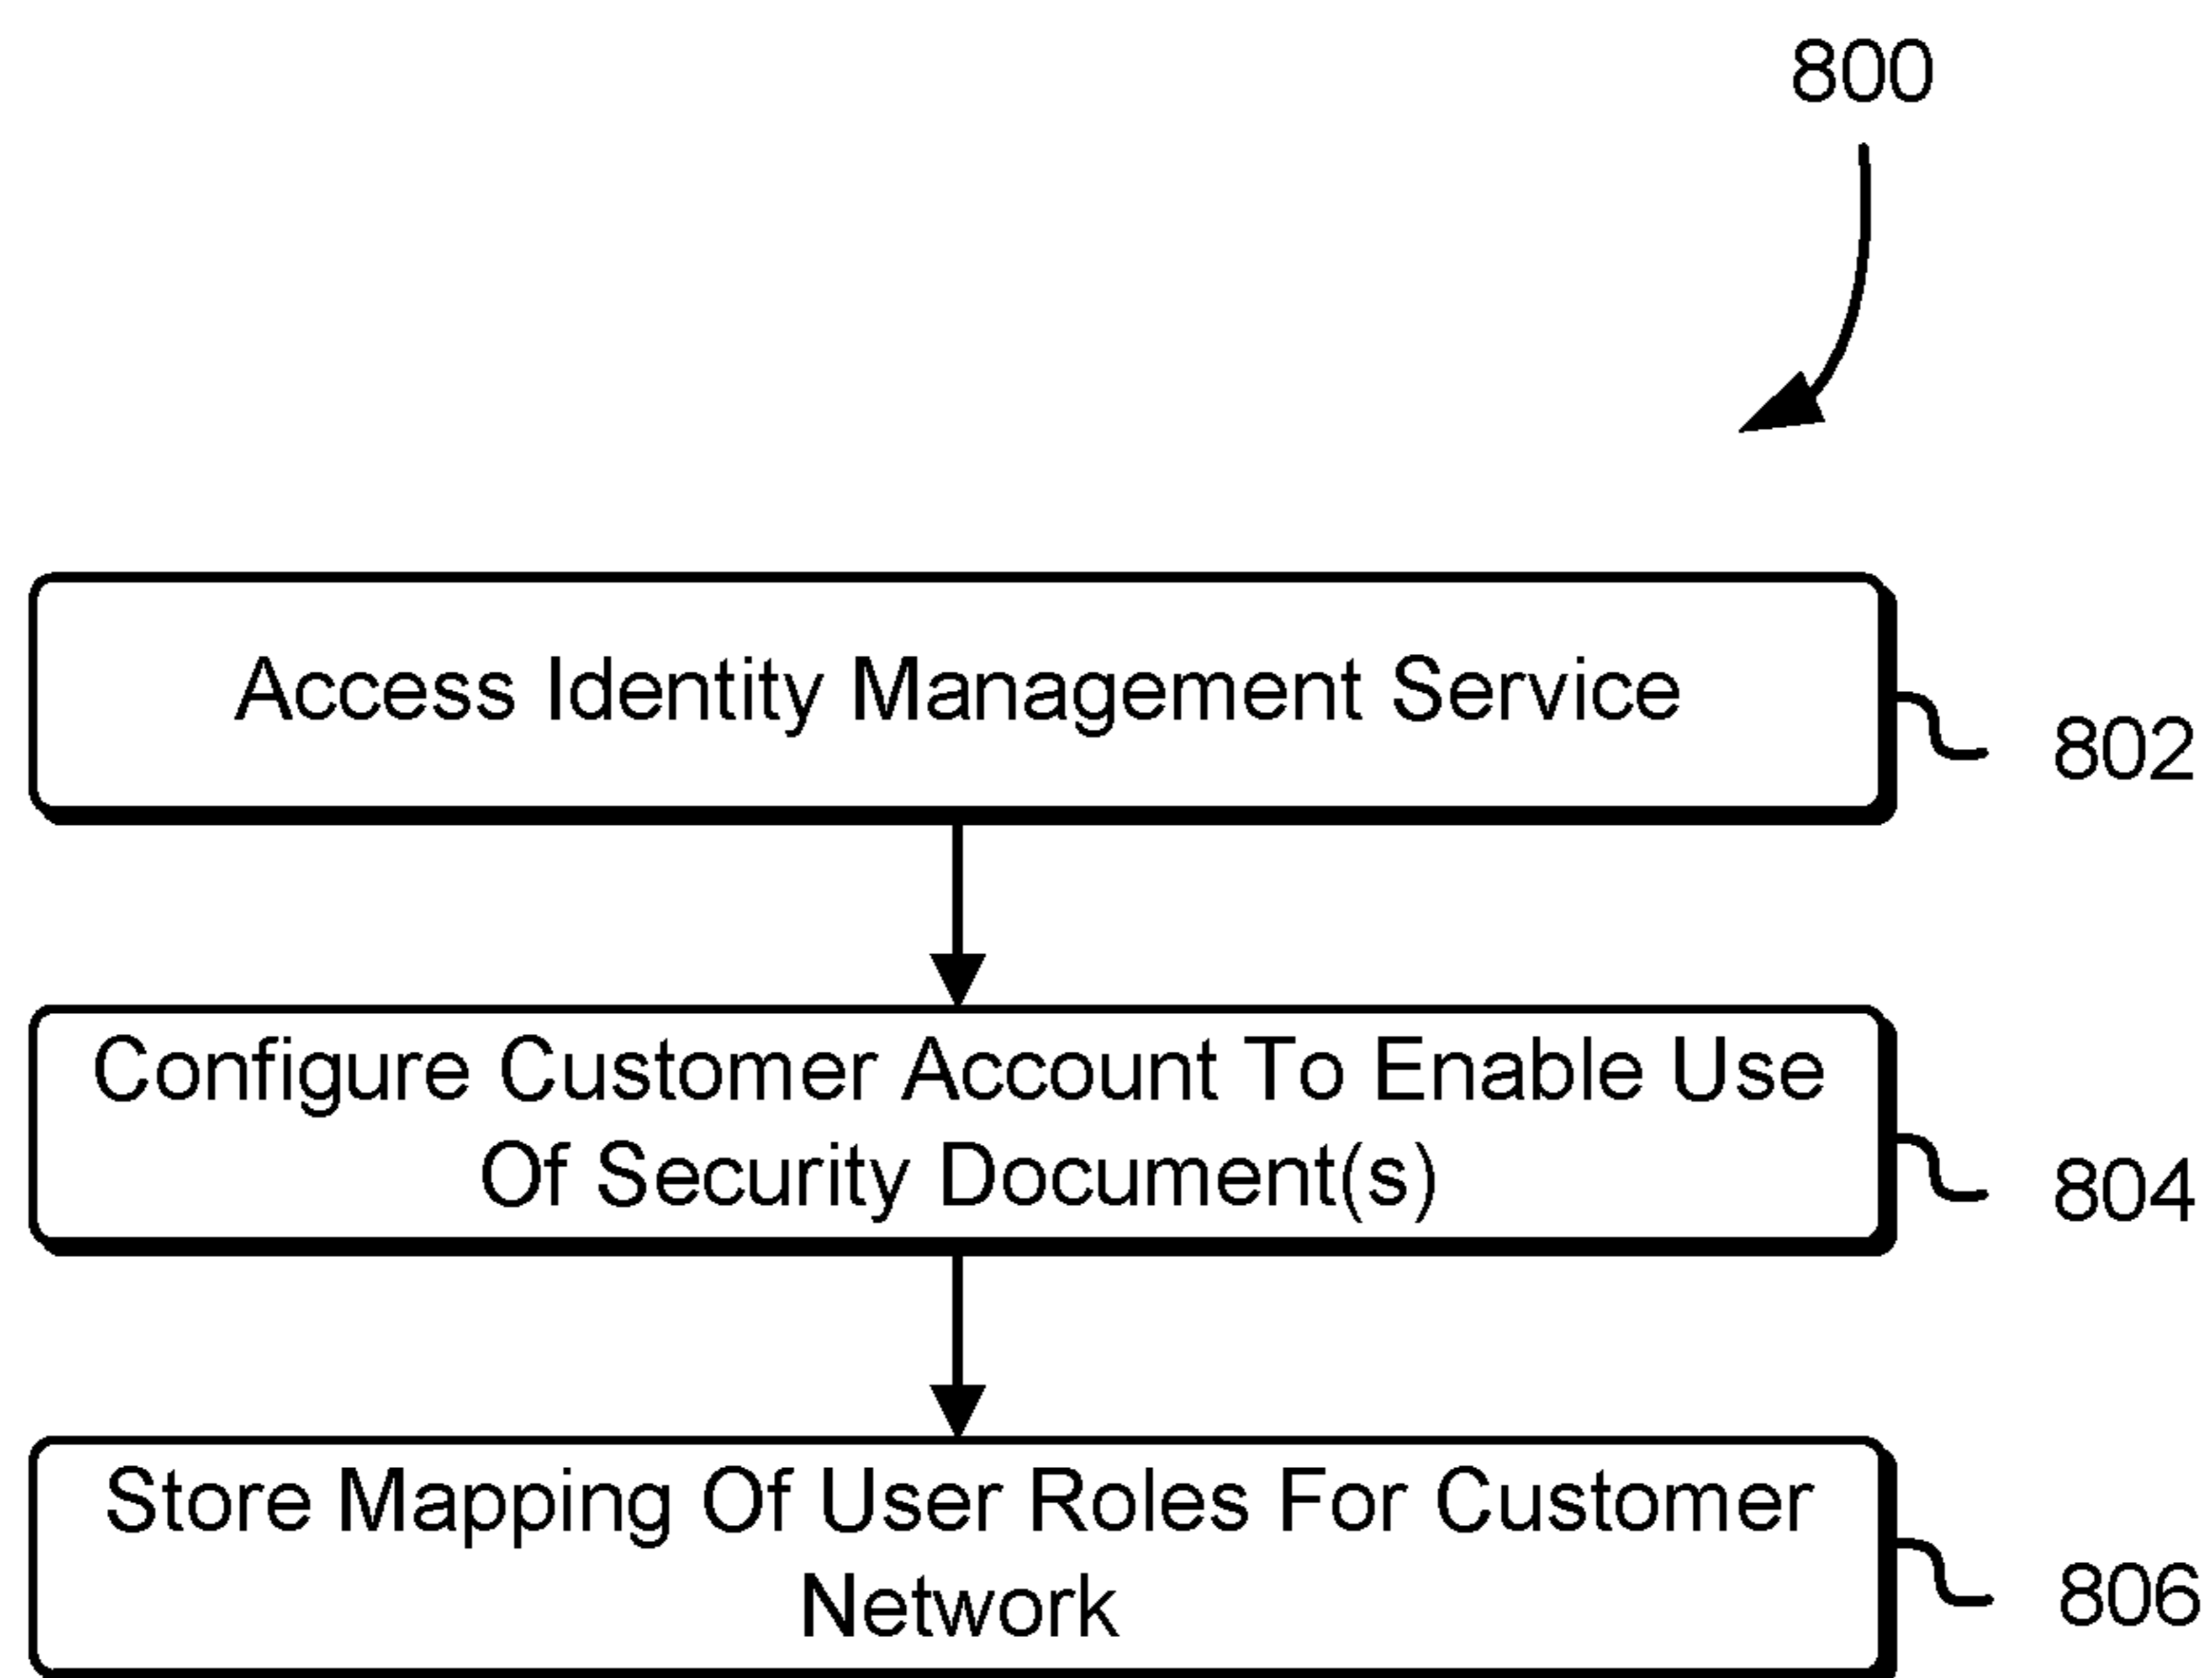 800
Access Identity Management Service
802
Configure Customer Account To Enable Use
Of Security Document(s)
804
Store Mapping Of User Roles For Customer
Network
806